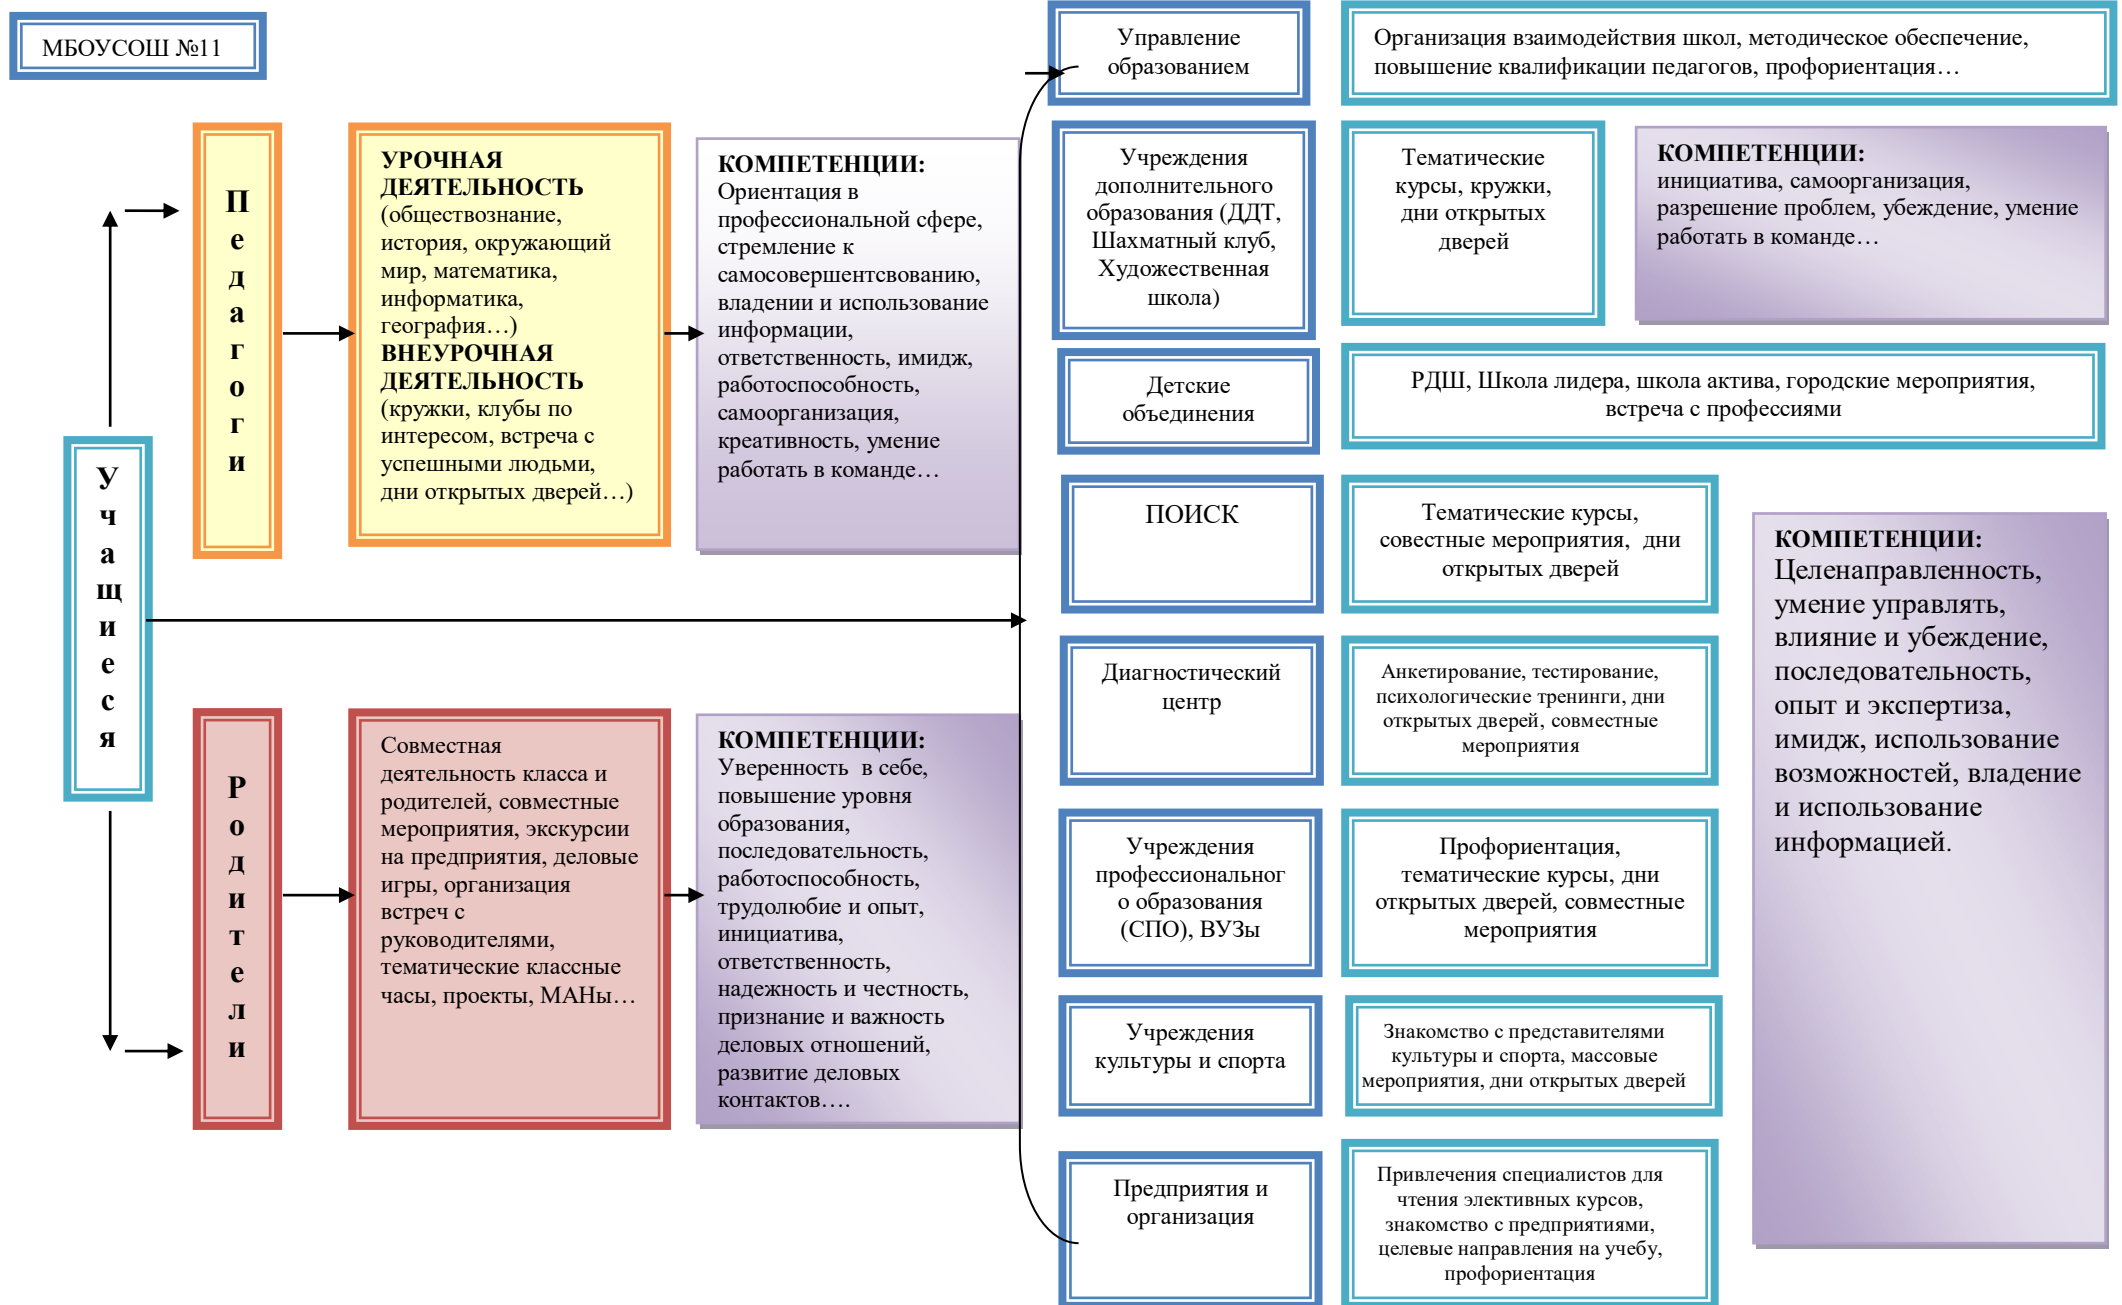 МБОУСОШ №11
Учащиеся
Педагоги
УРОЧНАЯ
ДЕЯТЕЛЬНОСТЬ
(обществознание,
история, окружающий
мир, математика,
информатика,
география…)
ВНЕУРОЧНАЯ
ДЕЯТЕЛЬНОСТЬ
(кружки, клубы по
интересом, встреча с
успешными людьми,
дни открытых дверей…)
КОМПЕТЕНЦИИ:
Ориентация в
профессиональной сфере,
стремление к
самосовершентсвованию,
владении и использование
информации,
ответственность, имидж,
работоспособность,
самоорганизация,
креативность, умение
работать в команде…
Родители
Совместная
деятельность класса и
родителей, совместные
мероприятия, экскурсии
на предприятия, деловые
игры, организация
встреч с
руководителями,
тематические классные
часы, проекты, МАНы…
КОМПЕТЕНЦИИ:
Уверенность в себе,
повышение уровня
образования,
последовательность,
работоспособность,
трудолюбие и опыт,
инициатива,
ответственность,
надежность и честность,
признание и важность
деловых отношений,
развитие деловых
контактов….
Управление
образованием
Организация взаимодействия школ, методическое обеспечение,
повышение квалификации педагогов, профориентация…
Учреждения
дополнительного
образования (ДДТ,
Шахматный клуб,
Художественная
школа)
Тематические
курсы, кружки,
дни открытых
дверей
КОМПЕТЕНЦИИ:
инициатива, самоорганизация,
разрешение проблем, убеждение, умение
работать в команде…
Детские
объединения
РДШ, Школа лидера, школа актива, городские мероприятия,
встреча с профессиями
ПОИСК
Тематические курсы,
совестные мероприятия, дни
открытых дверей
Диагностический
центр
Анкетирование, тестирование,
психологические тренинги, дни
открытых дверей, совместные
мероприятия
Учреждения
профессиональног
о образования
(СПО), ВУЗы
Профориентация,
тематические курсы, дни
открытых дверей, совместные
мероприятия
Учреждения
культуры и спорта
Знакомство с представителями
культуры и спорта, массовые
мероприятия, дни открытых дверей
Предприятия и
организация
Привлечения специалистов для
чтения элективных курсов,
знакомство с предприятиями,
целевые направления на учебу,
профориентация
КОМПЕТЕНЦИИ:
Целенаправленность,
умение управлять,
влияние и убеждение,
последовательность,
опыт и экспертиза,
имидж, использование
возможностей, владение
и использование
информацией.